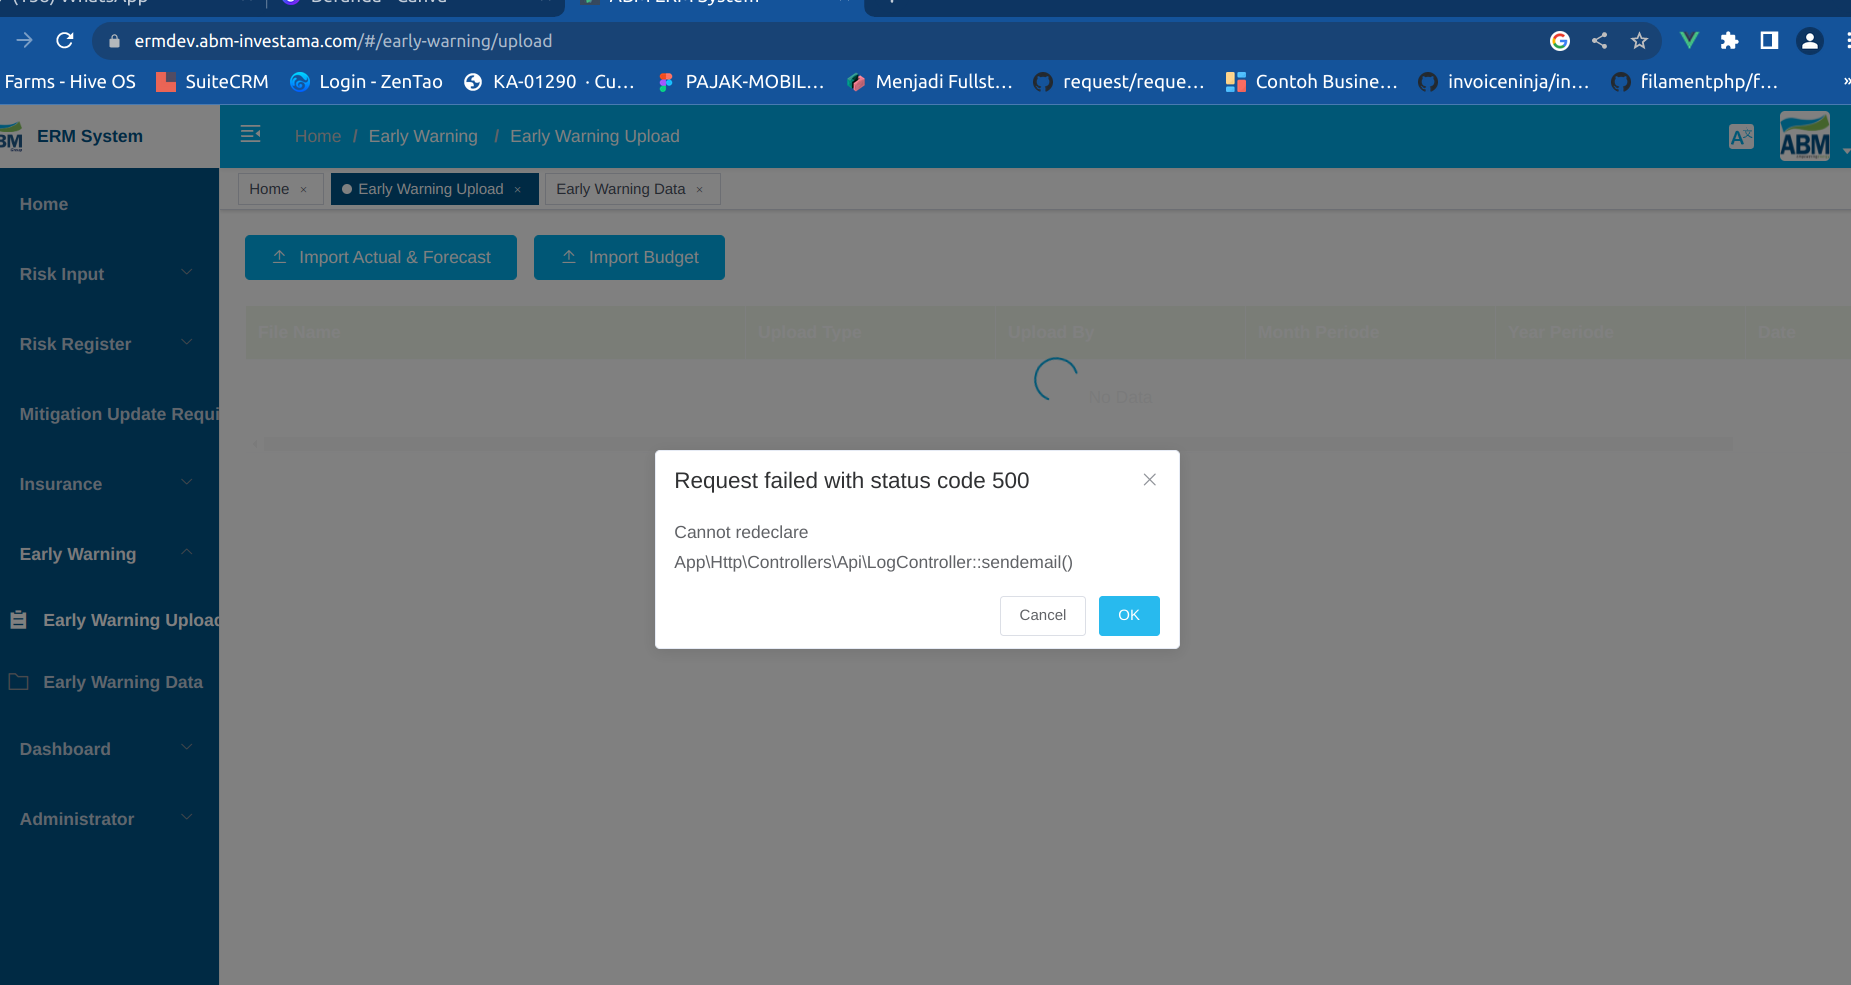 ermdev.abm-investama.com/#/early-warning/upload
Farms - Hive OS SuiteCRM Login - ZenTao KA-01290 · Cu... PAJAK-MOBIL... Menjadi Fullst... request/reque... Contoh Busine... invoiceninja/in... filamentphp/f... »
ABM ERM System
Home / Early Warning / Early Warning Upload
ABM
Home × Early Warning Upload × Early Warning Data ×
Home
Risk Input
Risk Register
Mitigation Update Requi
Insurance
Early Warning
Early Warning Upload
Early Warning Data
Dashboard
Administrator
Import Actual & Forecast Import Budget
File Name Upload Type Upload By Month Periode Year Periode Date
No Data
Request failed with status code 500
Cannot redeclare
App\Http\Controllers\Api\LogController::sendemail()
Cancel OK